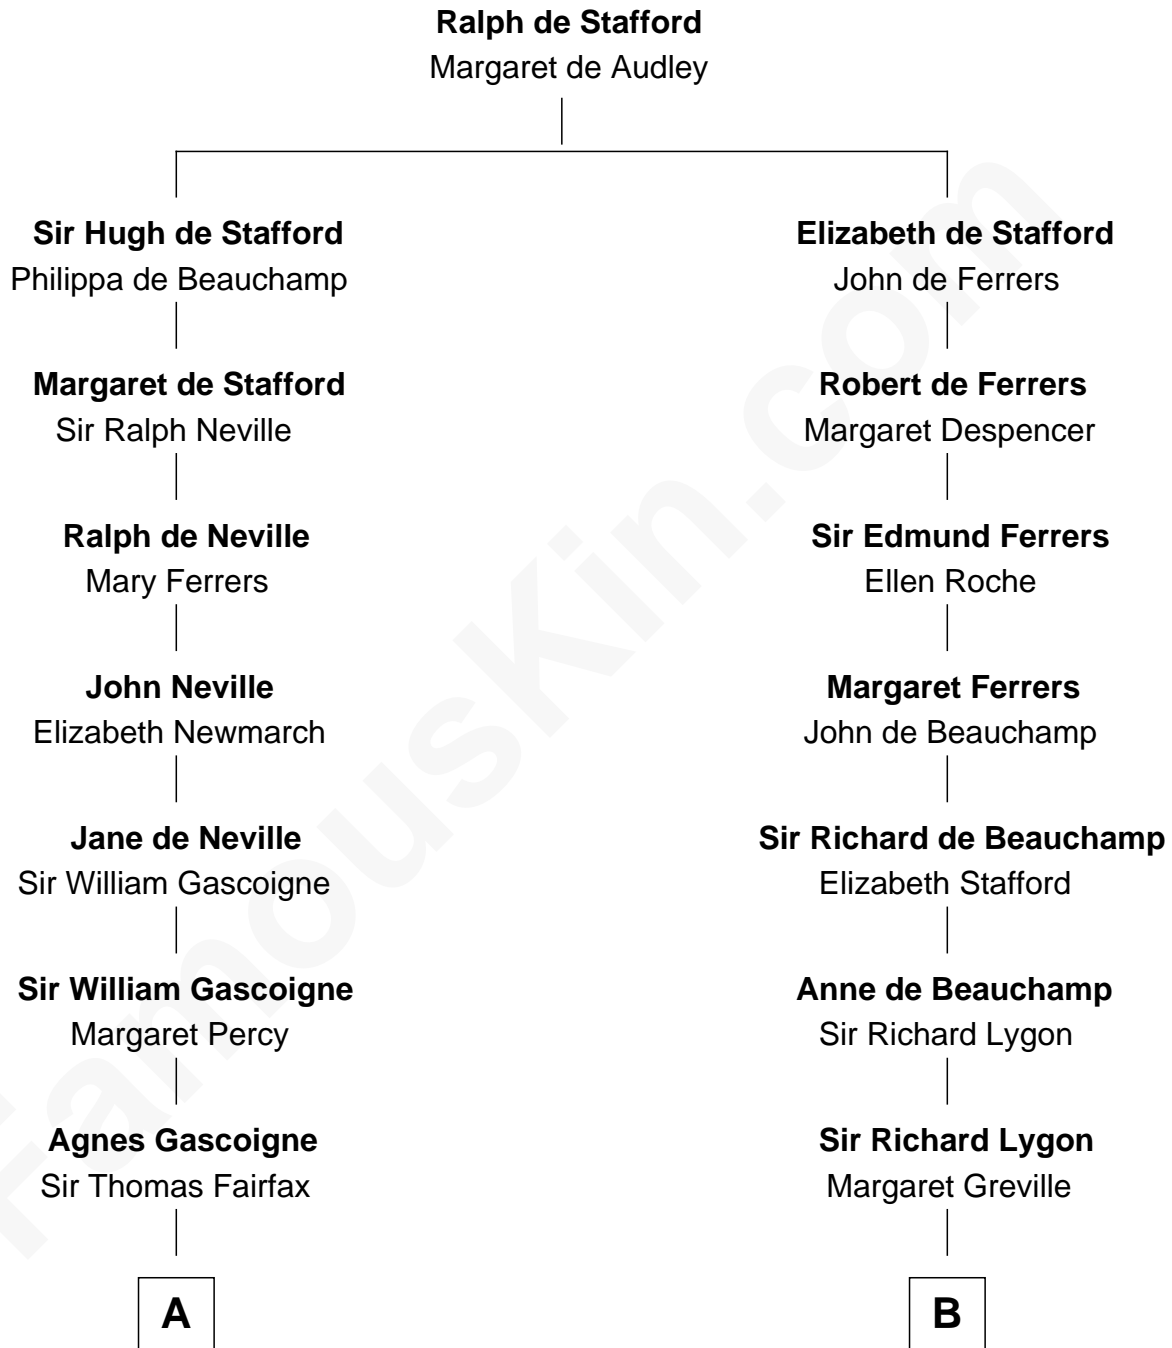 Ralph de Stafford
Margaret de Audley
Sir Hugh de Stafford
Philippa de Beauchamp
Elizabeth de Stafford
John de Ferrers
Margaret de Stafford
Sir Ralph Neville
Robert de Ferrers
Margaret Despencer
Ralph de Neville
Mary Ferrers
Sir Edmund Ferrers
Ellen Roche
John Neville
Elizabeth Newmarch
Margaret Ferrers
John de Beauchamp
Jane de Neville
Sir William Gascoigne
Sir Richard de Beauchamp
Elizabeth Stafford
Sir William Gascoigne
Margaret Percy
Anne de Beauchamp
Sir Richard Lygon
Agnes Gascoigne
Sir Thomas Fairfax
Sir Richard Lygon
Margaret Greville
A
B
FamousKin.com